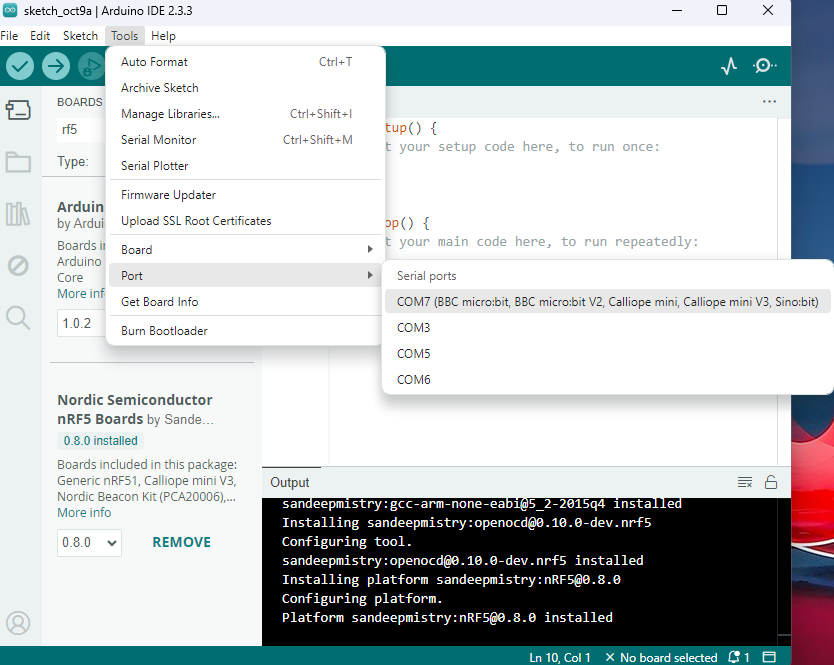 sketch_oct9a | Arduino IDE 2.3.3
File Edit Sketch Tools Help
Auto Format Ctrl+T
Archive Sketch
Manage Libraries... Ctrl+Shift+I
Serial Monitor Ctrl+Shift+M
Serial Plotter
Firmware Updater
Upload SSL Root Certificates
Board
Port
Get Board Info
Burn Bootloader
Serial ports
COM7 (BBC micro:bit, BBC micro:bit V2, Calliope mini, Calliope mini V3, Sino:bit)
COM3
COM5
COM6
BOARDS
rf5
Type:
by
Boards
Arduino
Core
More
1.0.2
Nordic Semiconductor
nRF5 Boards by Sande...
0.8.0 installed
Boards included in this package:
Generic nRF51, Calliope mini V3,
Nordic Beacon Kit (PCA20006),...
More info
0.8.0 REMOVE
tup() {
t your setup code here, to run once:
op() {
t your main code here, to run repeatedly:
Output
sandeepmistry:gcc-arm-none-eabi@5_2-2015q4 installed
Installing sandeepmistry:openocd@0.10.0-dev.nrf5
Configuring tool.
sandeepmistry:openocd@0.10.0-dev.nrf5 installed
Installing platform sandeepmistry:nRF5@0.8.0
Configuring platform.
Platform sandeepmistry:nRF5@0.8.0 installed
Ln 10, Col 1 × No board selected 1